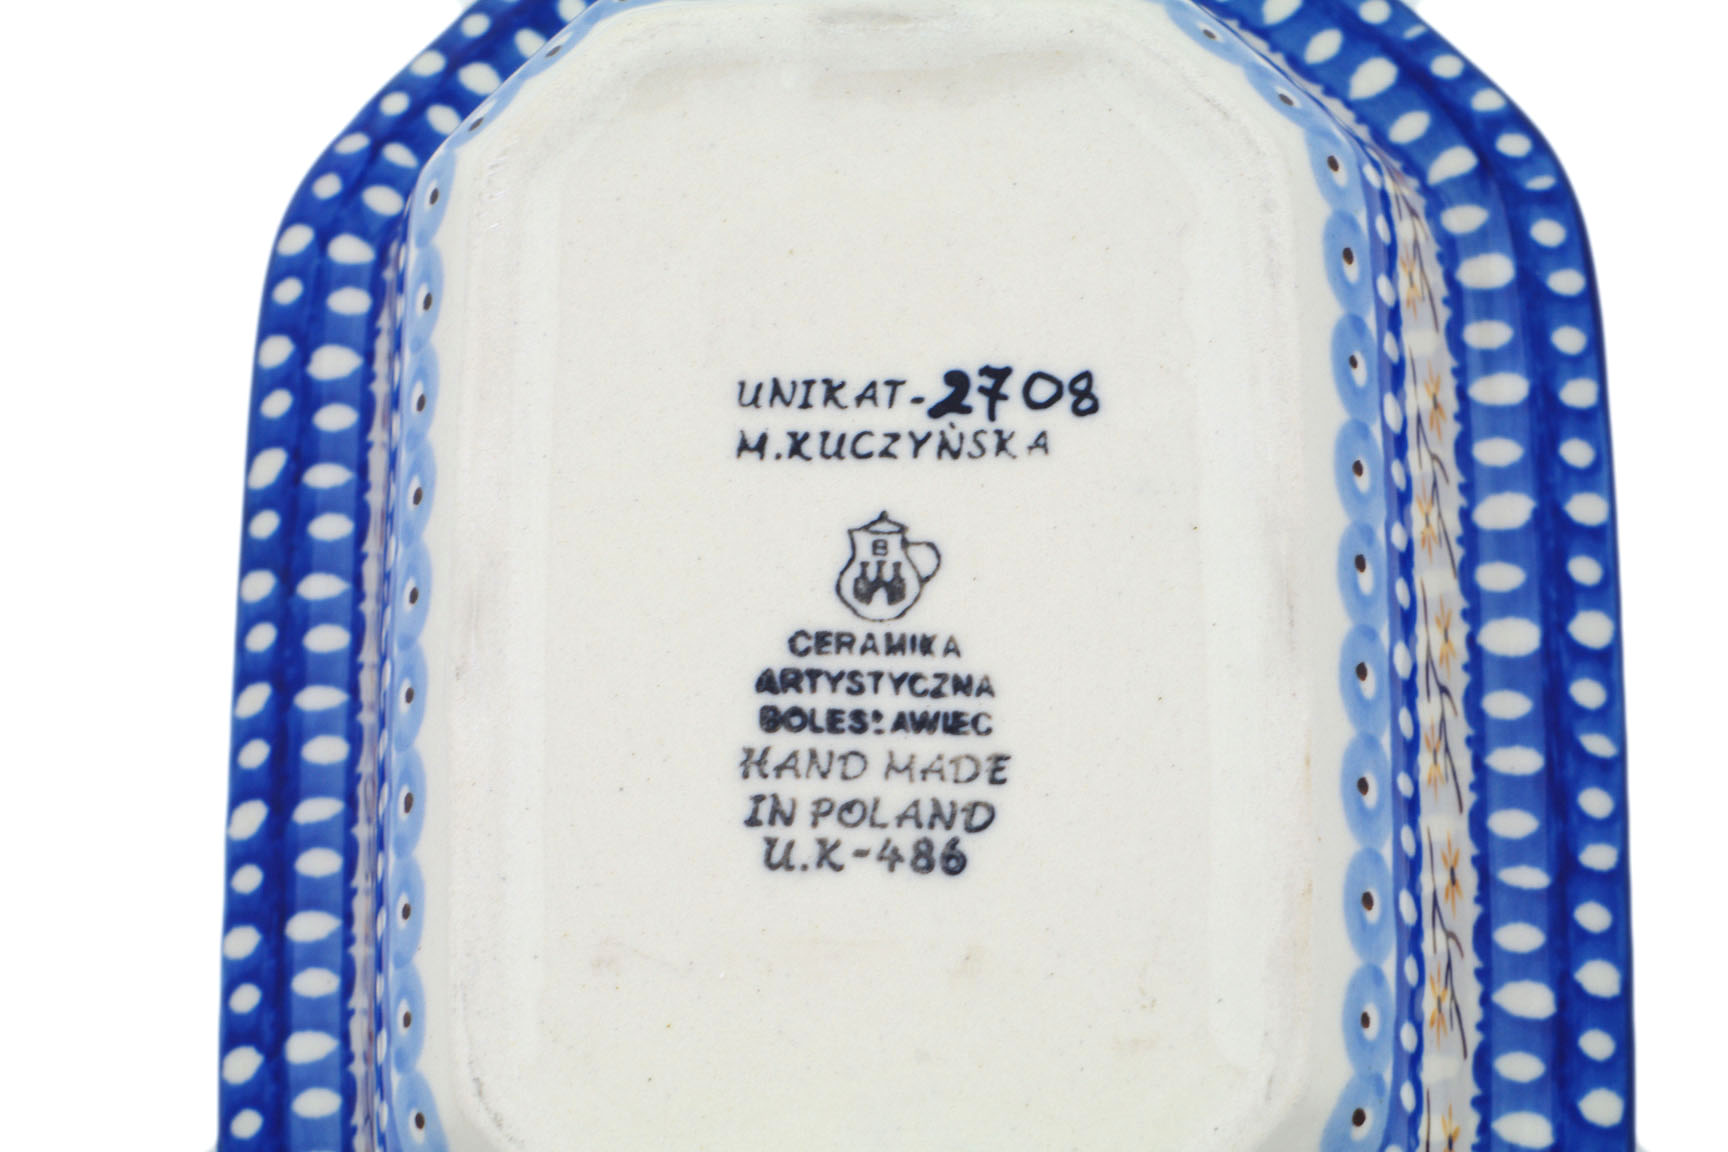 UNIKAT-2708
M.KUCZYŃSKA
B
CERAMIKA
ARTYSTYCZNA
BOLESŁAWIEC
HAND MADE
IN POLAND
U.K-486